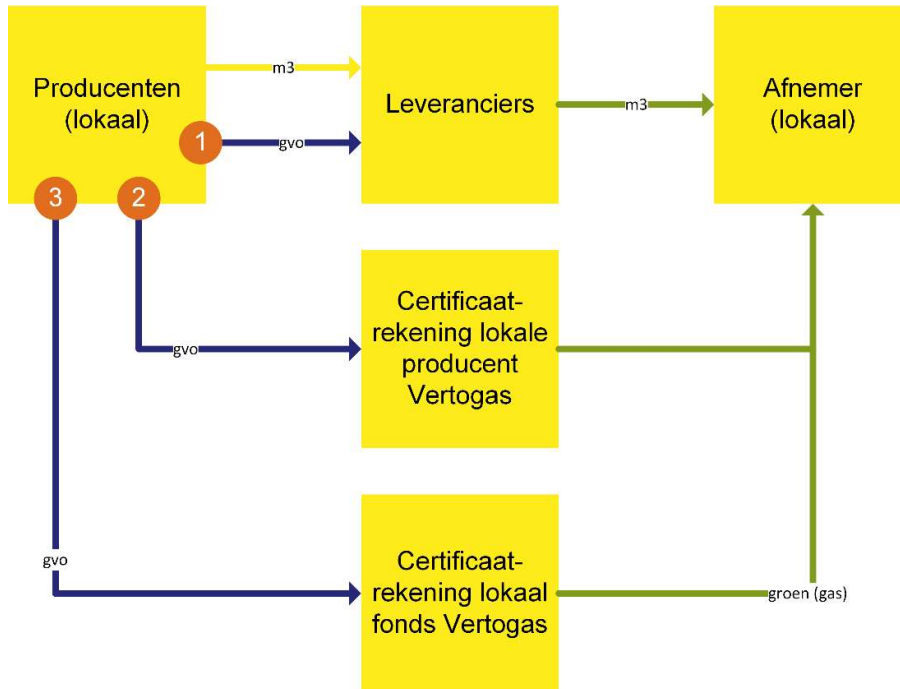 Producenten
(lokaal)
m3
Leveranciers
m3
Afnemer
(lokaal)
1
gvo
3
2
gvo
Certificaat-
rekening lokale
producent
Vertogas
gvo
Certificaat-
rekening lokaal
fonds Vertogas
groen (gas)